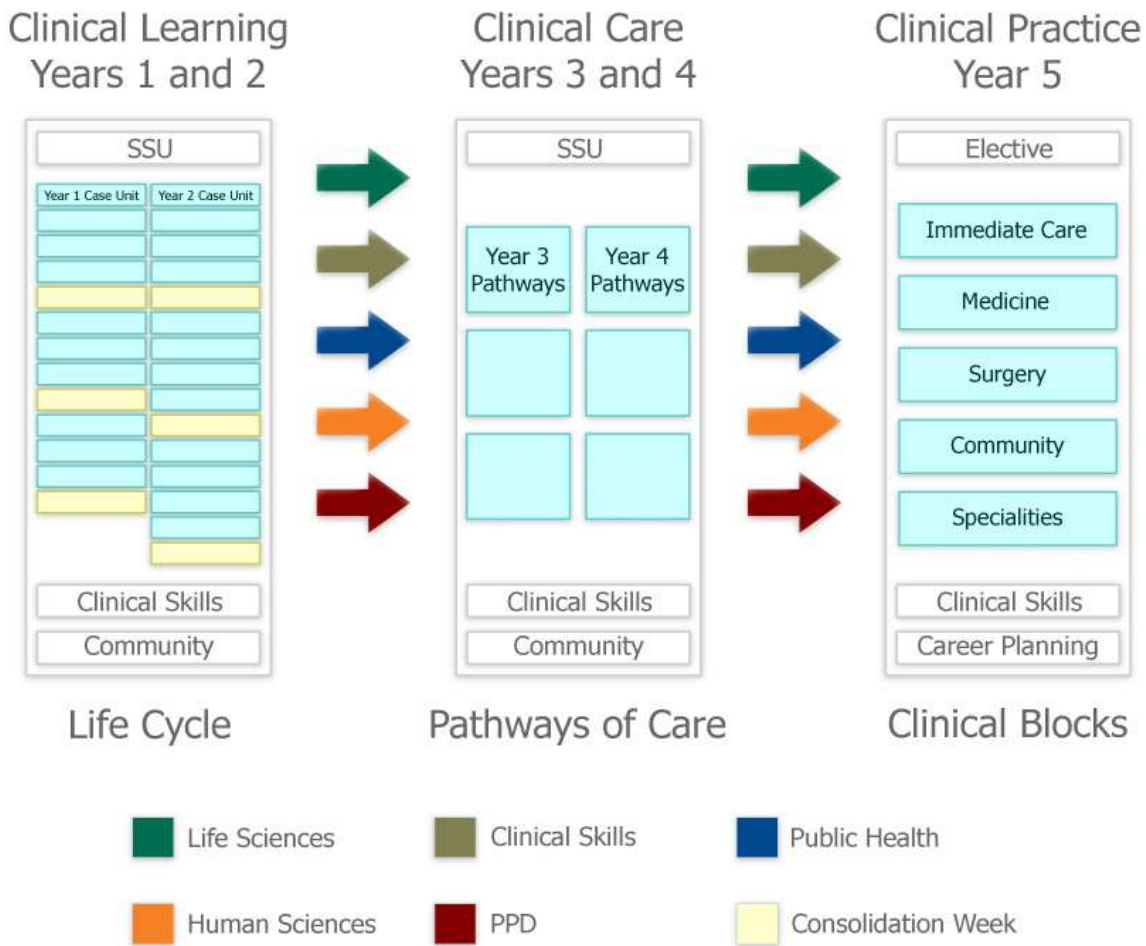 Clinical Learning
Years 1 and 2
Clinical Care
Years 3 and 4
Clinical Practice
Year 5
SSU
Year 1 Case Unit
Year 2 Case Unit
Clinical Skills
Community
SSU
Year 3
Pathways
Year 4
Pathways
Clinical Skills
Community
Elective
Immediate Care
Medicine
Surgery
Community
Specialities
Clinical Skills
Career Planning
Life Cycle
Pathways of Care
Clinical Blocks
Life Sciences
Clinical Skills
Public Health
Human Sciences
PPD
Consolidation Week